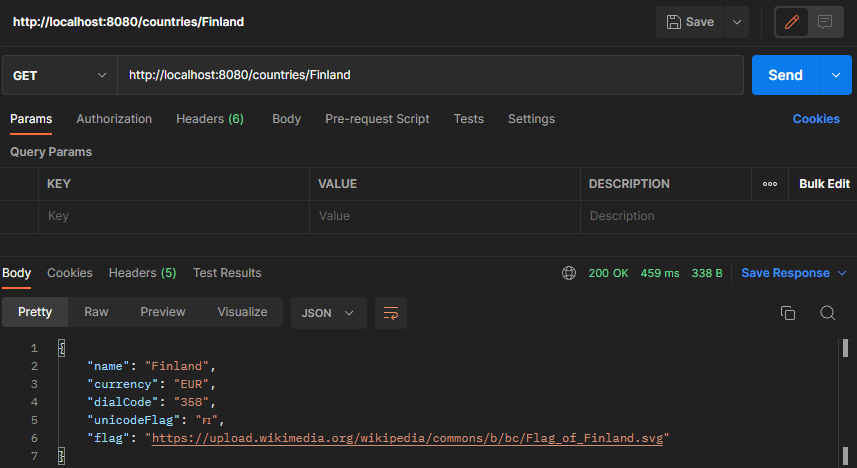 http://localhost:8080/countries/Finland
Save
GET http://localhost:8080/countries/Finland Send
Params Authorization Headers (6) Body Pre-request Script Tests Settings Cookies
Query Params
KEY VALUE DESCRIPTION ooo Bulk Edit
Key Value Description
Body Cookies Headers (5) Test Results 200 OK 459 ms 338 B Save Response
Pretty Raw Preview Visualize JSON
1 {
2 "name": "Finland",
3 "currency": "EUR",
4 "dialCode": "358",
5 "unicodeFlag": "🇫🇮",
6 "flag": "https://upload.wikimedia.org/wikipedia/commons/b/bc/Flag_of_Finland.svg"
7 }